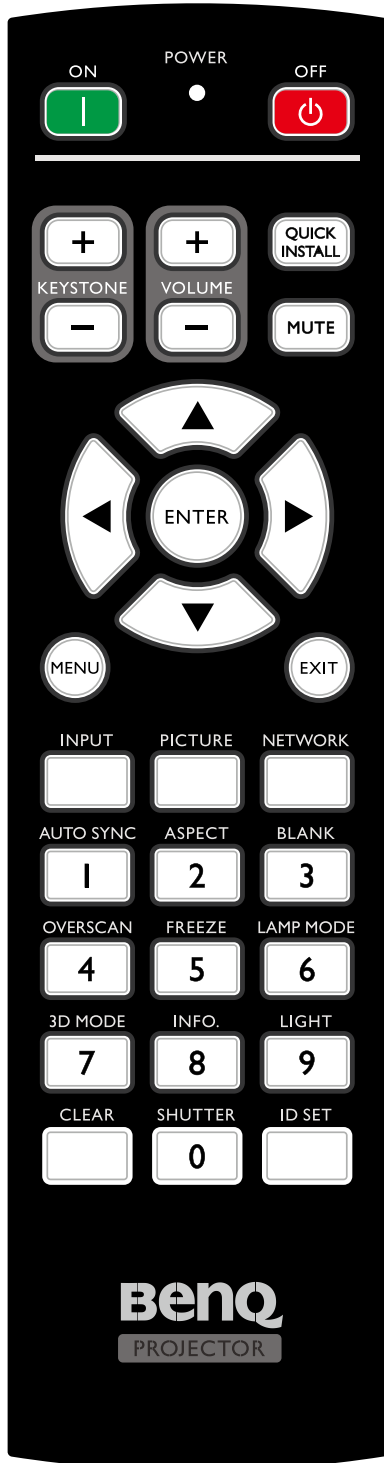 POWER
ON OFF
+ + QUICK
INSTALL
KEYSTONE VOLUME
- - MUTE
ENTER
MENU EXIT
INPUT PICTURE NETWORK
AUTO SYNC ASPECT BLANK
1 2 3
OVERSCAN FREEZE LAMP MODE
4 5 6
3D MODE INFO. LIGHT
7 8 9
CLEAR SHUTTER ID SET
0
BenQ
PROJECTOR